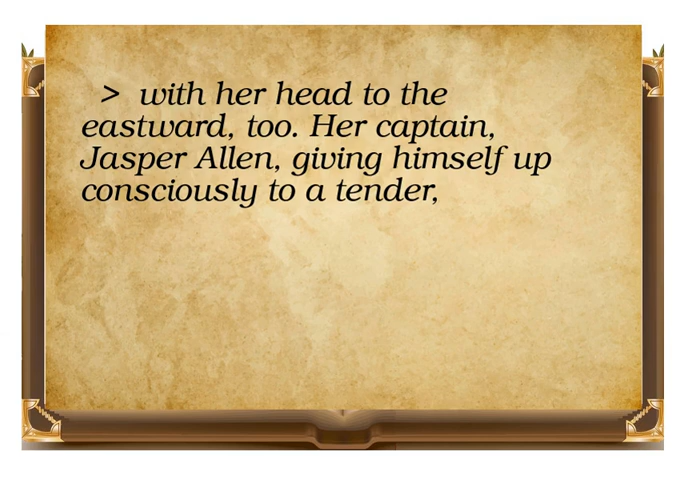 > with her head to the
eastward, too. Her captain,
Jasper Allen, giving himself up
consciously to a tender,